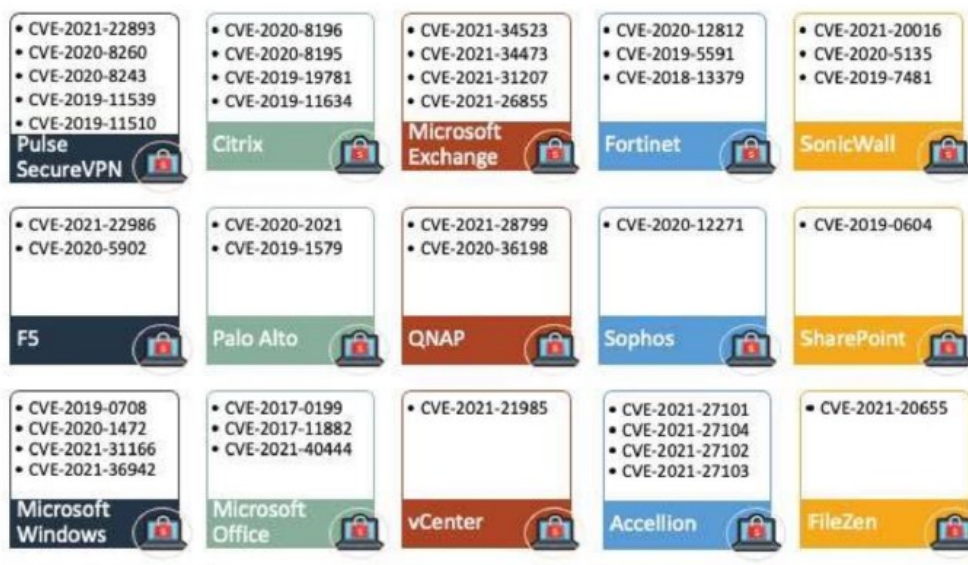 • CVE-2021-22893
• CVE-2020-8260
• CVE-2020-8243
• CVE-2019-11539
• CVE-2019-11510
Pulse
SecureVPN
• CVE-2020-8196
• CVE-2020-8195
• CVE-2019-19781
• CVE-2019-11634
Citrix
• CVE-2021-34523
• CVE-2021-34473
• CVE-2021-31207
• CVE-2021-26855
Microsoft
Exchange
• CVE-2020-12812
• CVE-2019-5591
• CVE-2018-13379
Fortinet
• CVE-2021-20016
• CVE-2020-5135
• CVE-2019-7481
SonicWall
• CVE-2021-22986
• CVE-2020-5902
F5
• CVE-2020-2021
• CVE-2019-1579
Palo Alto
• CVE-2021-28799
• CVE-2020-36198
QNAP
• CVE-2020-12271
Sophos
• CVE-2019-0604
SharePoint
• CVE-2019-0708
• CVE-2020-1472
• CVE-2021-31166
• CVE-2021-36942
Microsoft
Windows
• CVE-2017-0199
• CVE-2017-11882
• CVE-2021-40444
Microsoft
Office
• CVE-2021-21985
vCenter
• CVE-2021-27101
• CVE-2021-27104
• CVE-2021-27102
• CVE-2021-27103
Accellion
• CVE-2021-20655
FileZen